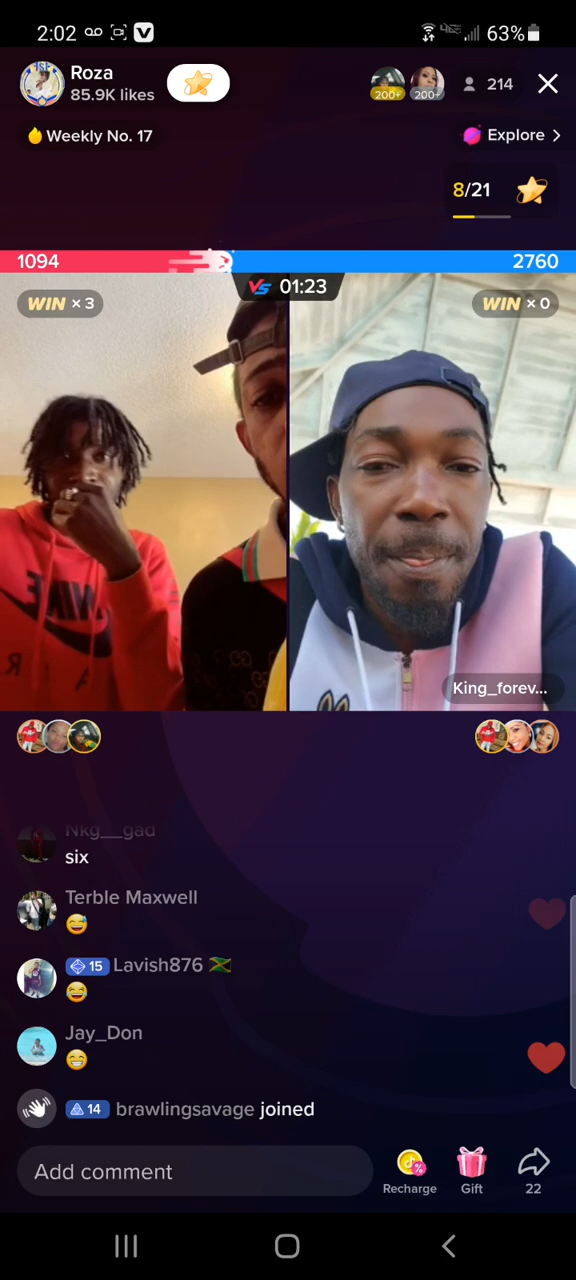 2:02
63%
Roza
85.9K likes
200+
200+
214
Weekly No. 17
Explore >
8/21
1094
2760
VS 01:23
WIN × 3
WIN × 0
NIKE
King_forev...
Nkg__gad
six
Terble Maxwell
15 Lavish876
Jay_Don
14 brawlingsavage joined
Add comment
Recharge
Gift
22